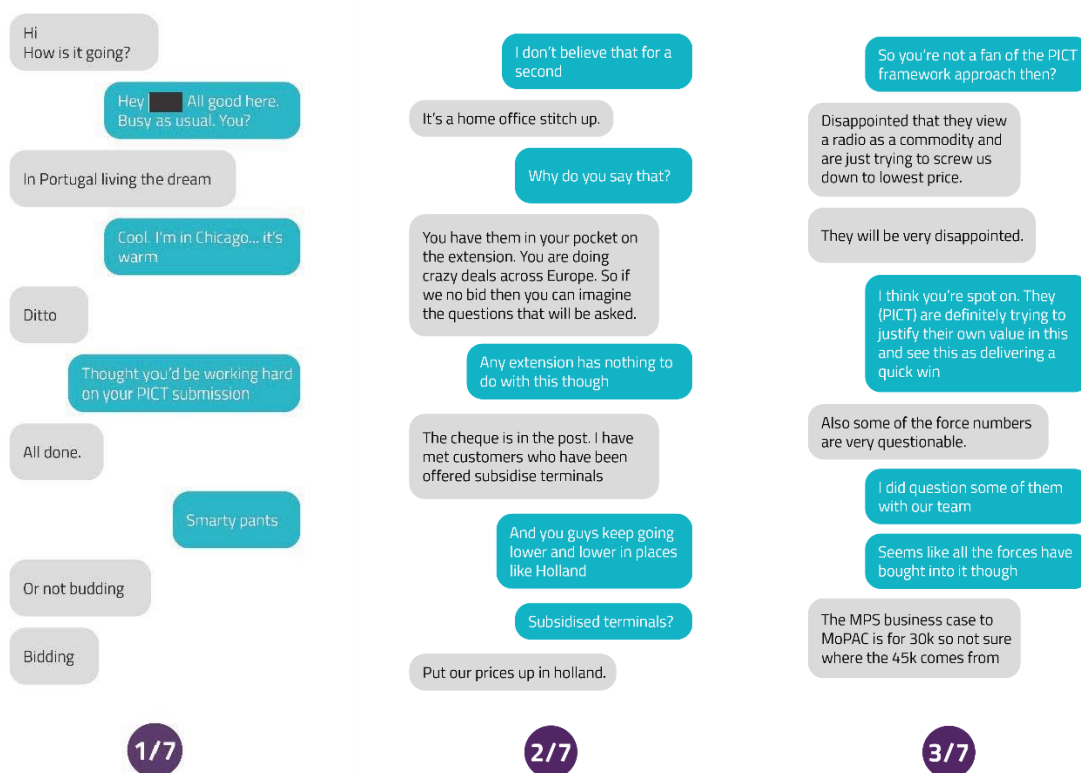 Hi
How is it going?
Hey All good here.
Busy as usual. You?
In Portugal living the dream
Cool. I'm in Chicago... it's
warm
Ditto
Thought you'd be working hard
on your PICT submission
All done.
Smarty pants
Or not budding
Bidding
1/7
I don't believe that for a
second
It's a home office stitch up.
Why do you say that?
You have them in your pocket on
the extension. You are doing
crazy deals across Europe. So if
we no bid then you can imagine
the questions that will be asked.
Any extension has nothing to
do with this though
The cheque is in the post. I have
met customers who have been
offered subsidise terminals
And you guys keep going
lower and lower in places
like Holland
Subsidised terminals?
Put our prices up in holland.
2/7
So you're not a fan of the PICT
framework approach then?
Disappointed that they view
a radio as a commodity and
are just trying to screw us
down to lowest price.
They will be very disappointed.
I think you're spot on. They
(PICT) are definitely trying to
justify their own value in this
and see this as delivering a
quick win
Also some of the force numbers
are very questionable.
I did question some of them
with our team
Seems like all the forces have
bought into it though
The MPS business case to
MoPAC is for 30k so not sure
where the 45k comes from
3/7